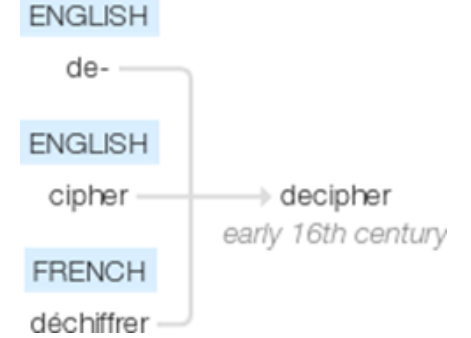 ENGLISH
de-
ENGLISH
cipher
decipher
early 16th century
FRENCH
déchiffrer